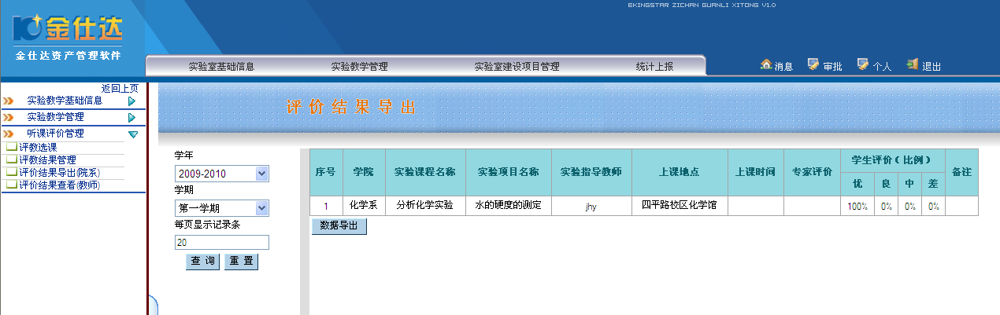 EKINGSTAR ZICHAN GUANLI XITONG V1.0
金仕达
金仕达资产管理软件
实验室基础信息 实验教学管理 实验室建设项目管理 统计上报 消息 审批 个人 退出
返回上页
实验教学基础信息
实验教学管理
听课评价管理
评教选课
评教结果管理
评价结果导出(院系)
评价结果查看(教师)
评价结果导出
学年
2009-2010
学期
第一学期
每页显示记录条
20
查 询 重 置
序号 学院 实验课程名称 实验项目名称 实验指导教师 上课地点 上课时间 专家评价 学生评价（比例） 备注
优 良 中 差
1 化学系 分析化学实验 水的硬度的测定 jhy 四平路校区化学馆 100% 0% 0% 0%
数据导出